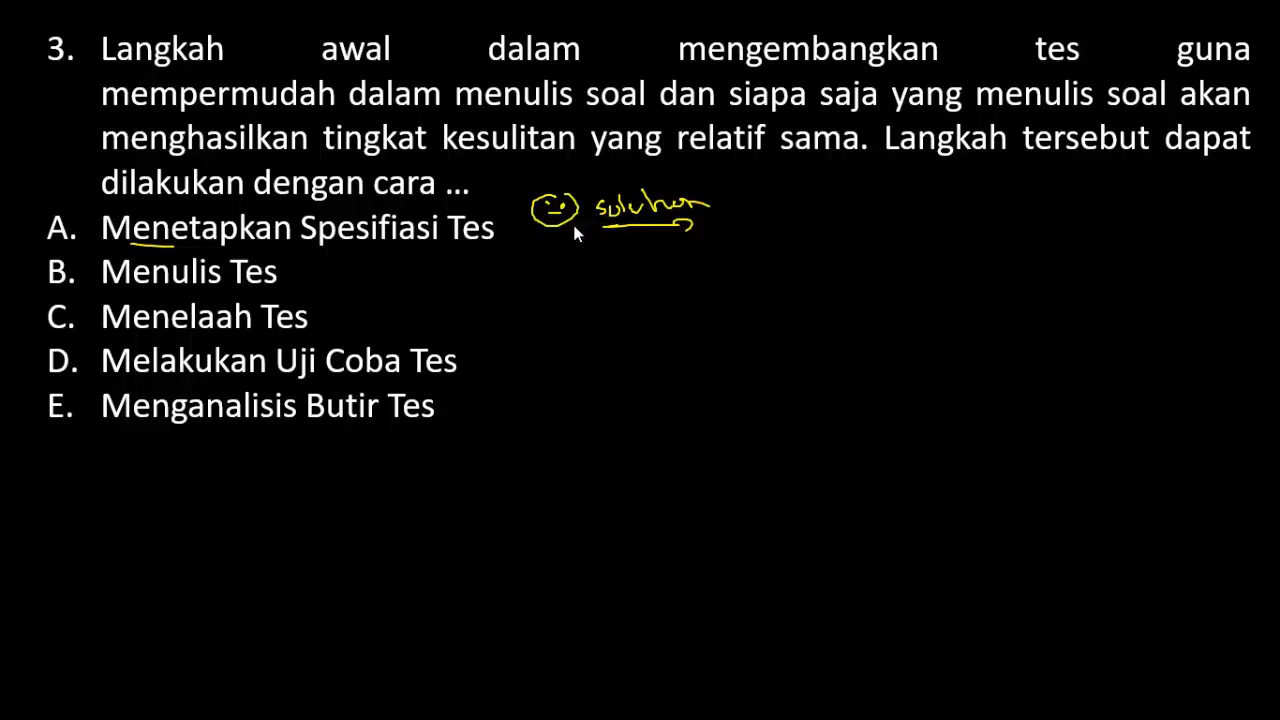 3. Langkah awal dalam mengembangkan tes guna
mempermudah dalam menulis soal dan siapa saja yang menulis soal akan
menghasilkan tingkat kesulitan yang relatif sama. Langkah tersebut dapat
dilakukan dengan cara ...
A. Menetapkan Spesifiasi Tes
B. Menulis Tes
C. Menelaah Tes
D. Melakukan Uji Coba Tes
E. Menganalisis Butir Tes